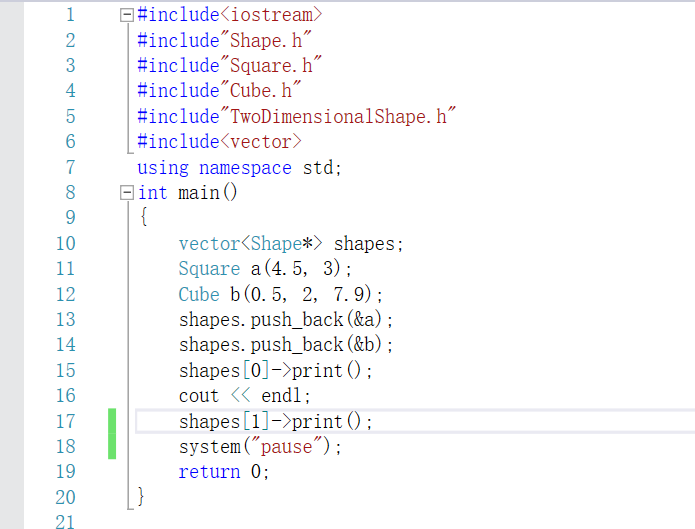 1 #include<iostream>
2 #include"Shape.h"
3 #include"Square.h"
4 #include"Cube.h"
5 #include"TwoDimensionalShape.h"
6 #include<vector>
7 using namespace std;
8 int main()
9 {
10 vector<Shape*> shapes;
11 Square a(4.5, 3);
12 Cube b(0.5, 2, 7.9);
13 shapes.push_back(&a);
14 shapes.push_back(&b);
15 shapes[0]->print();
16 cout << endl;
17 shapes[1]->print();
18 system("pause");
19 return 0;
20 }
21